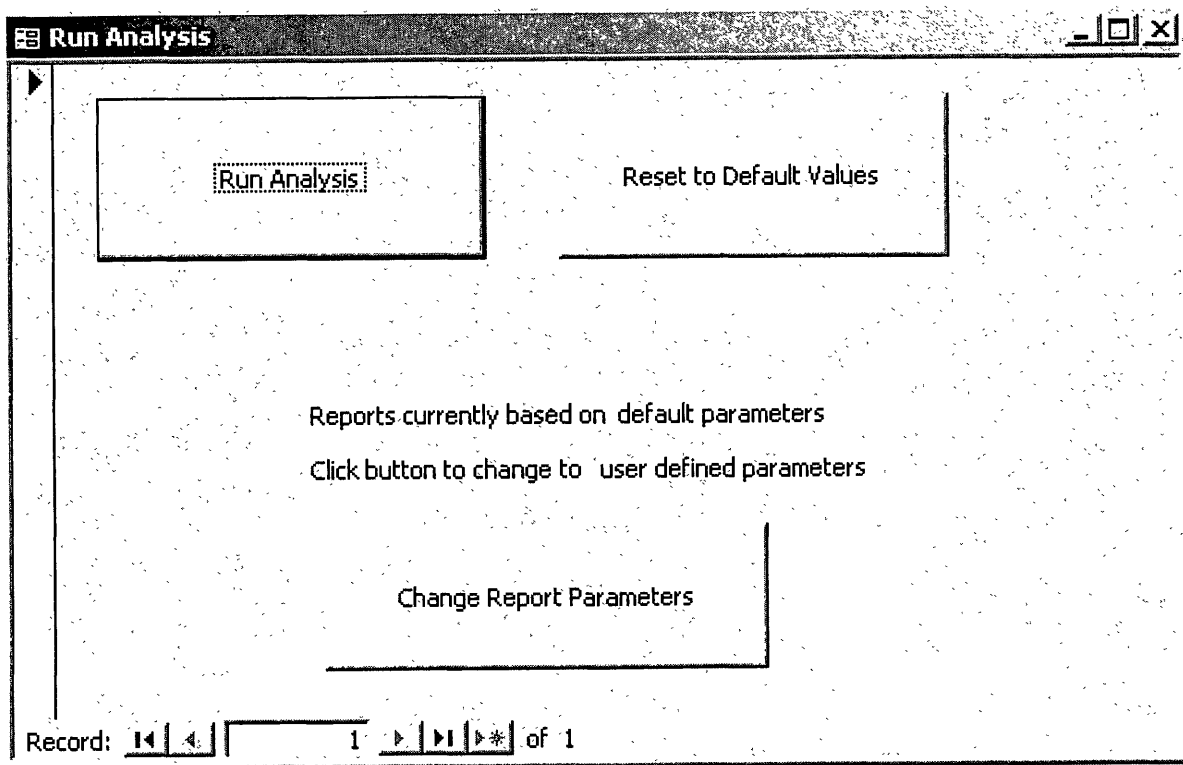 Run Analysis
Run Analysis
Reset to Default Values
Reports currently based on default parameters
Click button to change to user defined parameters
Change Report Parameters
Record: 1 of 1